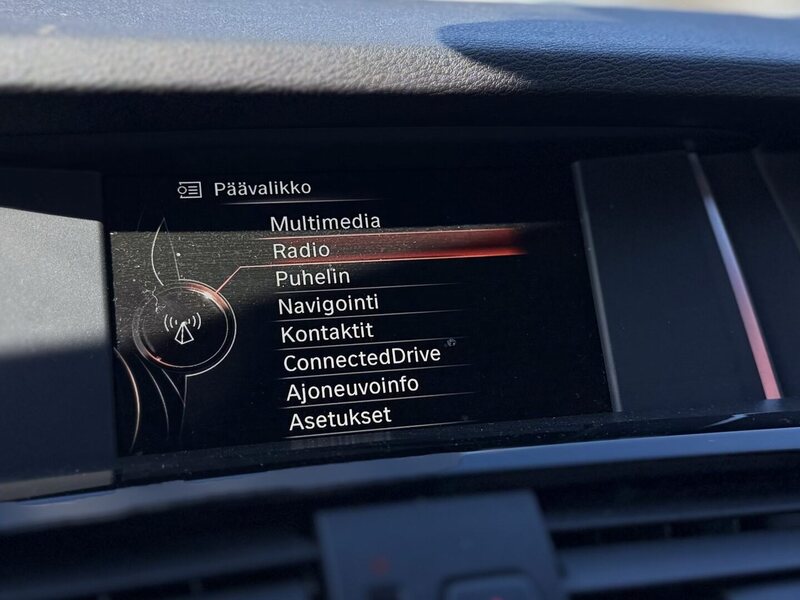 Päävalikko
Multimedia
Radio
Puhelin
Navigointi
Kontaktit
ConnectedDrive
Ajoneuvoinfo
Asetukset